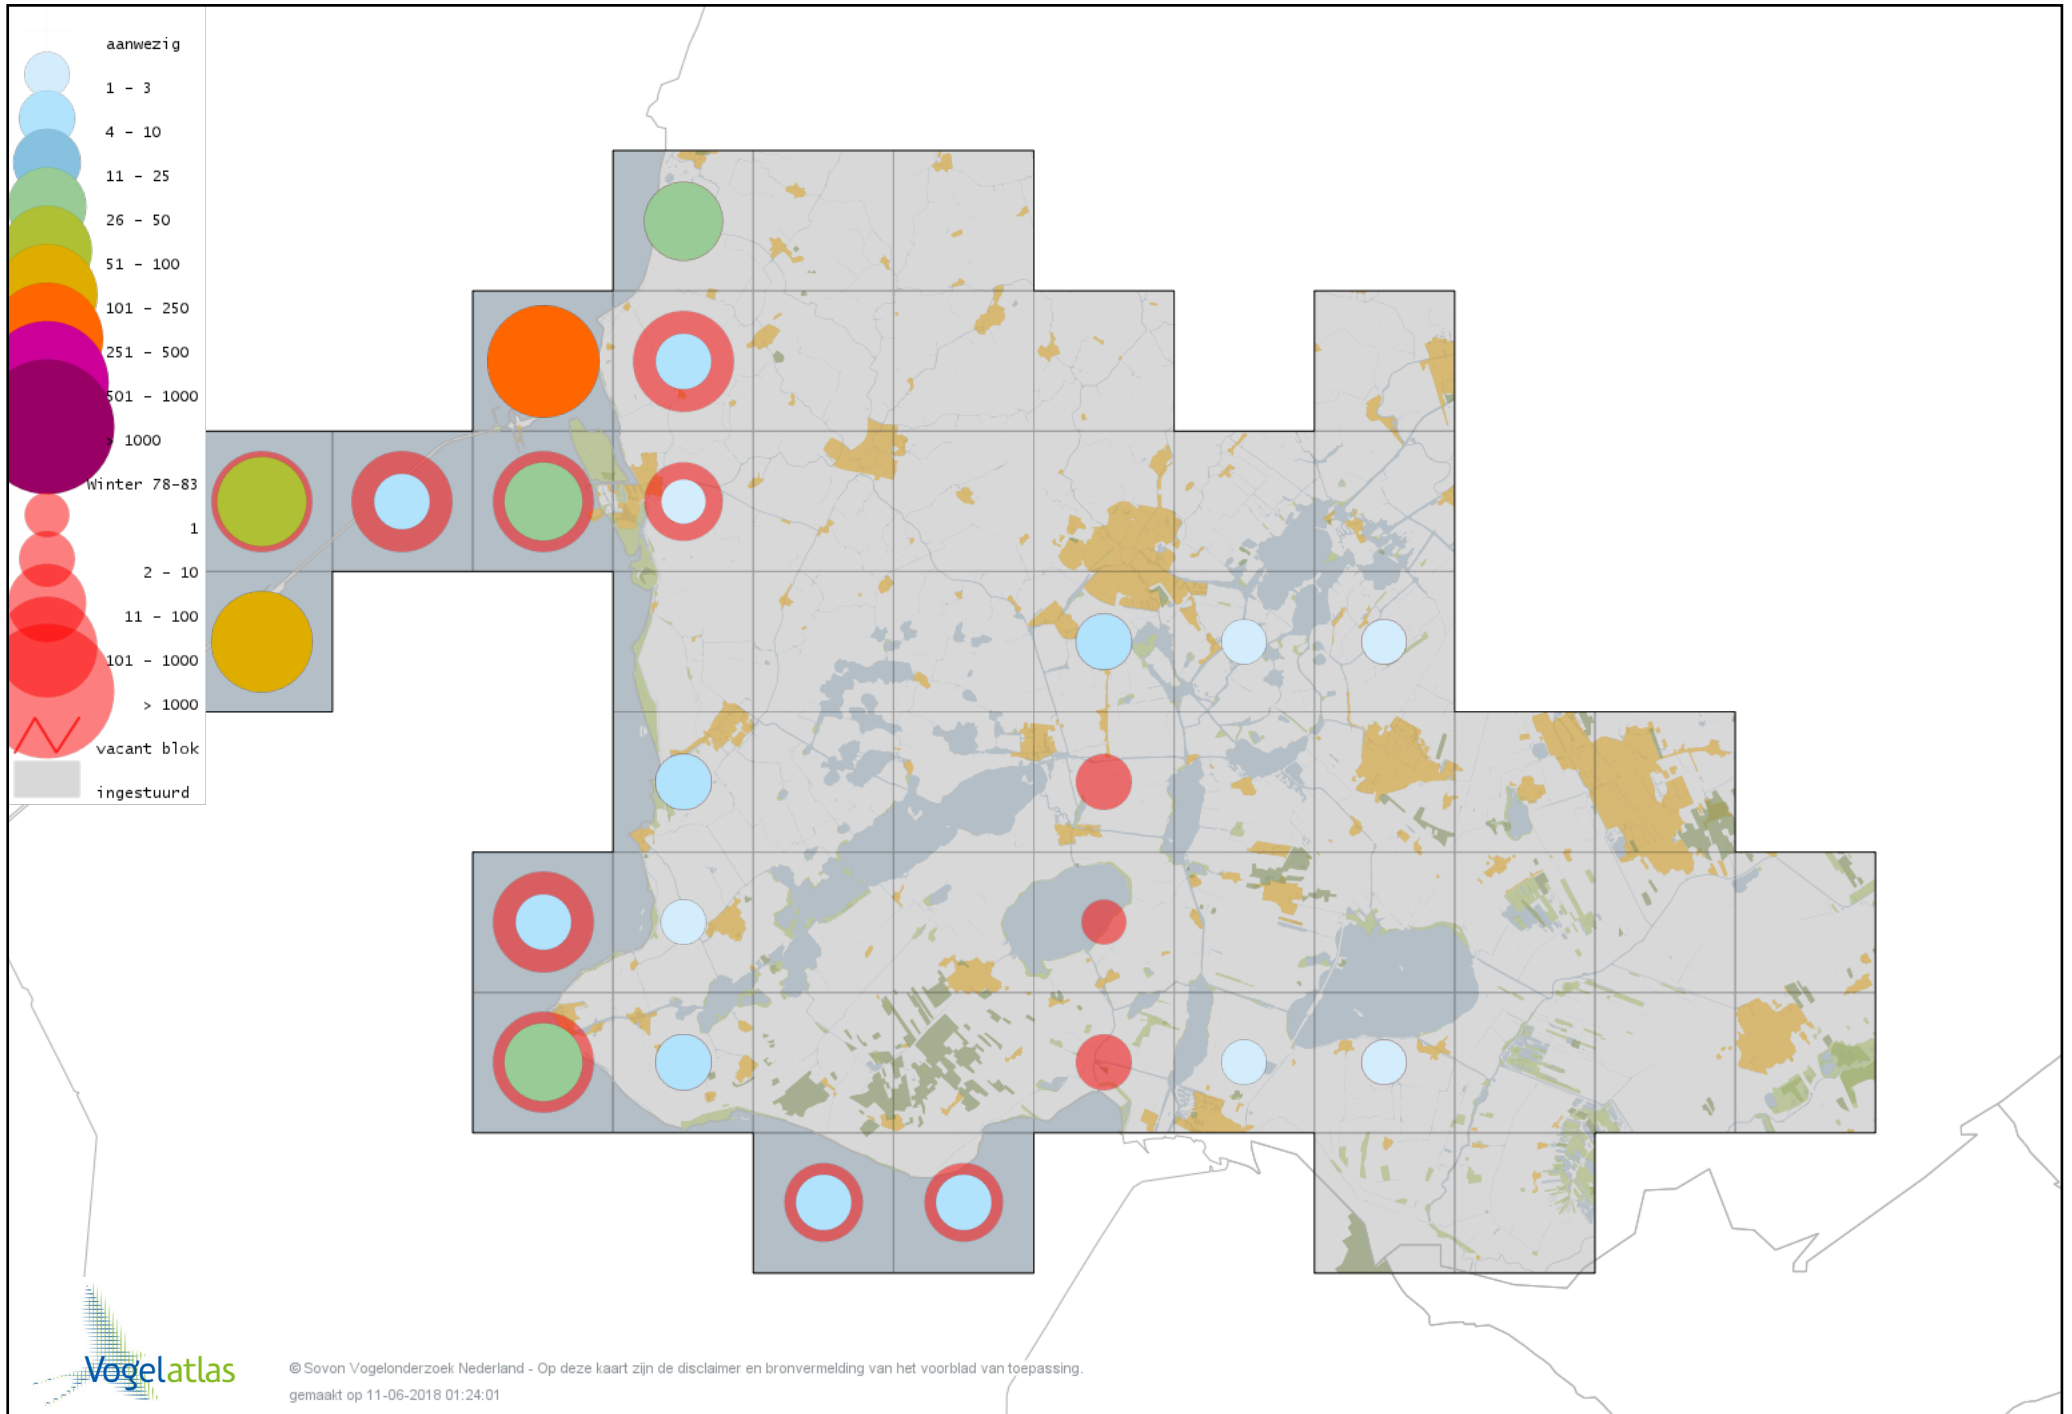 aanwezig
1 - 3
4 - 10
11 - 25
26 - 50
51 - 100
101 - 250
251 - 500
501 - 1000
> 1000
Winter 78-83
1
2 - 10
11 - 100
101 - 1000
> 1000
vacant blok
ingestuurd
Vogelatlas
© Sovon Vogelonderzoek Nederland - Op deze kaart zijn de disclaimer en bronvermelding van het voorblad van toepassing.
gemaakt op 11-06-2018 01:24:01